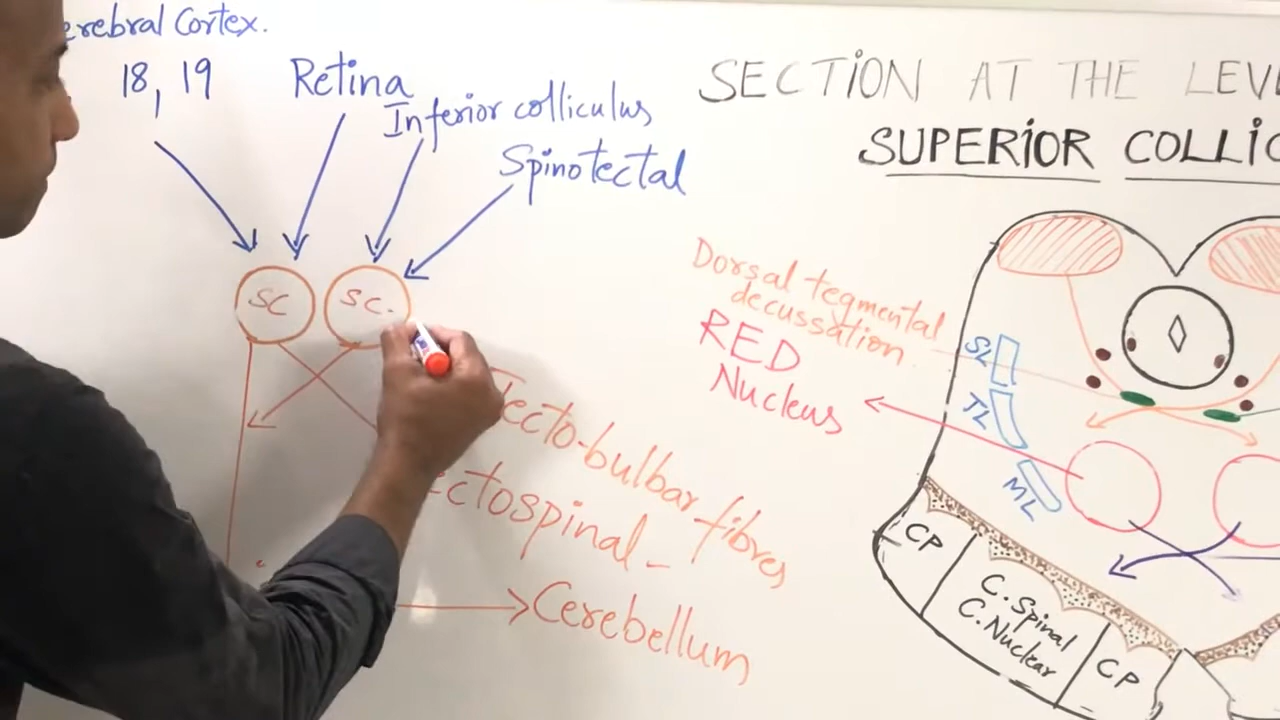 erebral Cortex.
18, 19
Retina
Inferior colliculus
Spinotectal
SC
SC.
Tecto-bulbar fibres
ectospinal -
Cerebellum
SECTION AT THE LEVE
SUPERIOR COLLIC
Dorsal tegmental
decussation
RED
Nucleus
SL
TL
ML
CP
C. Spinal
C. Nuclear
CP